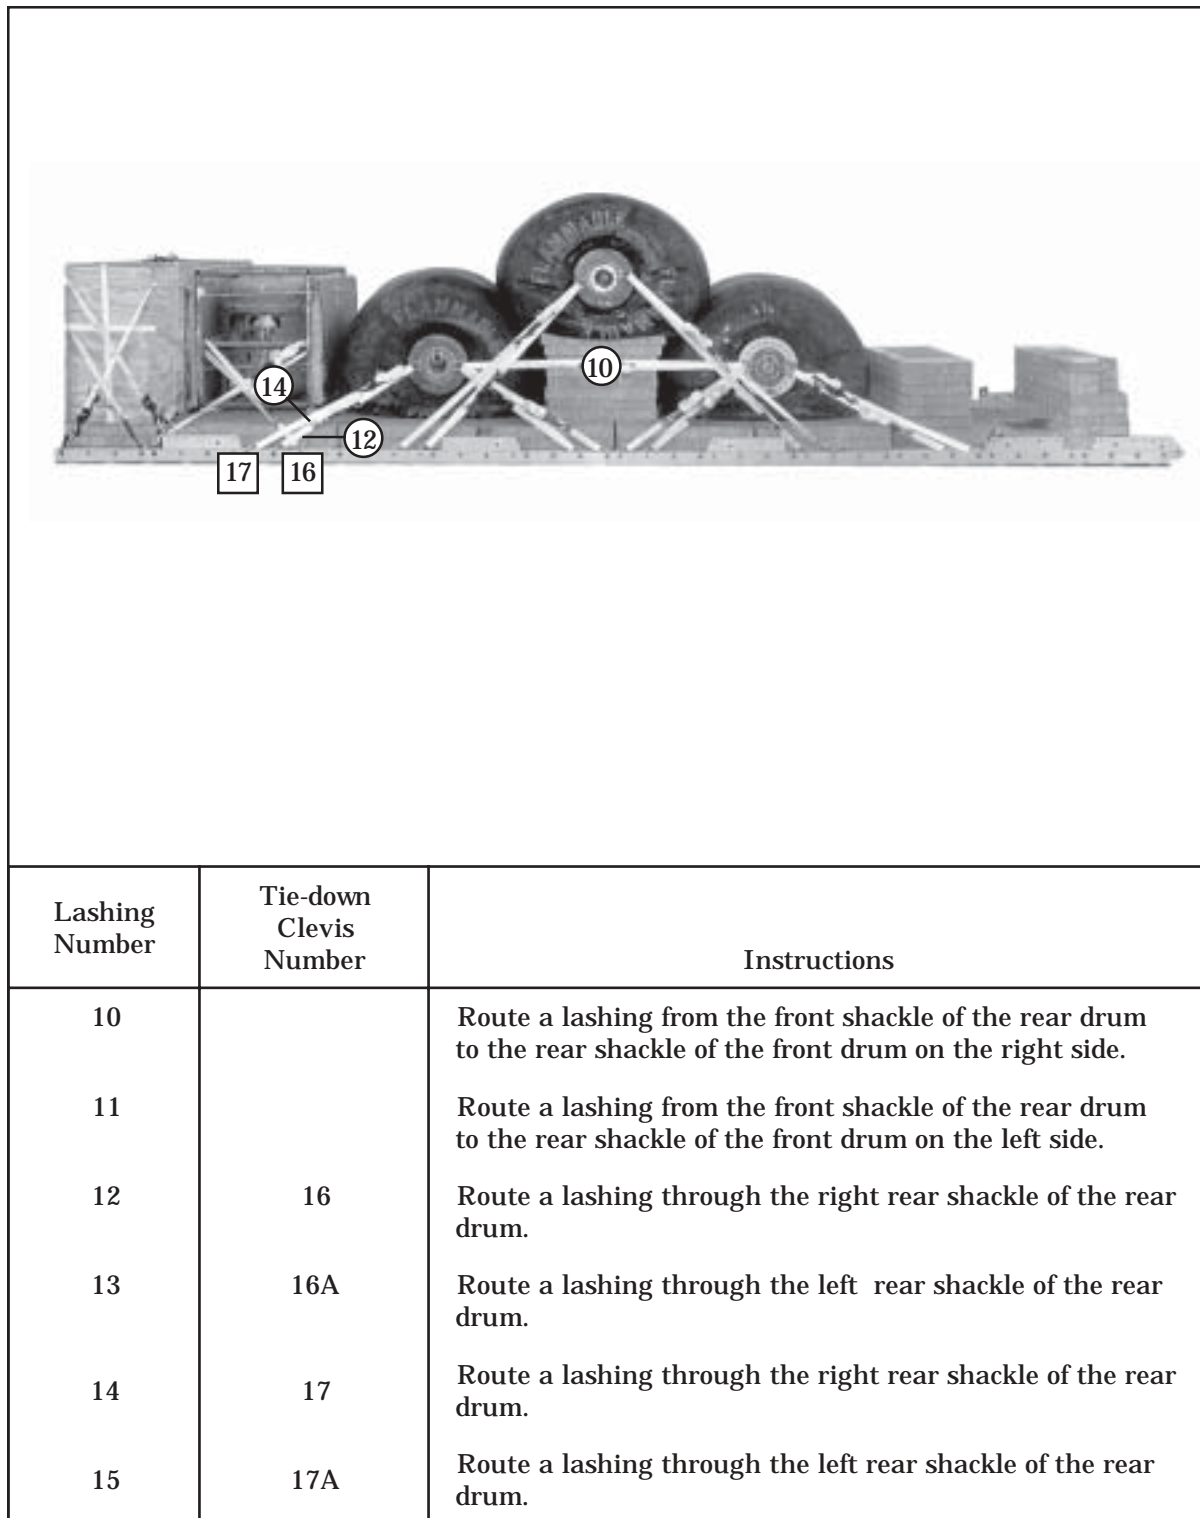 FLAMMABLE
10
14
12
17
16
Lashing
Number
Tie-down
Clevis
Number
Instructions
10
Route a lashing from the front shackle of the rear drum
to the rear shackle of the front drum on the right side.
11
Route a lashing from the front shackle of the rear drum
to the rear shackle of the front drum on the left side.
12
16
Route a lashing through the right rear shackle of the rear
drum.
13
16A
Route a lashing through the left  rear shackle of the rear
drum.
14
17
Route a lashing through the right rear shackle of the rear
drum.
15
17A
Route a lashing through the left rear shackle of the rear
drum.